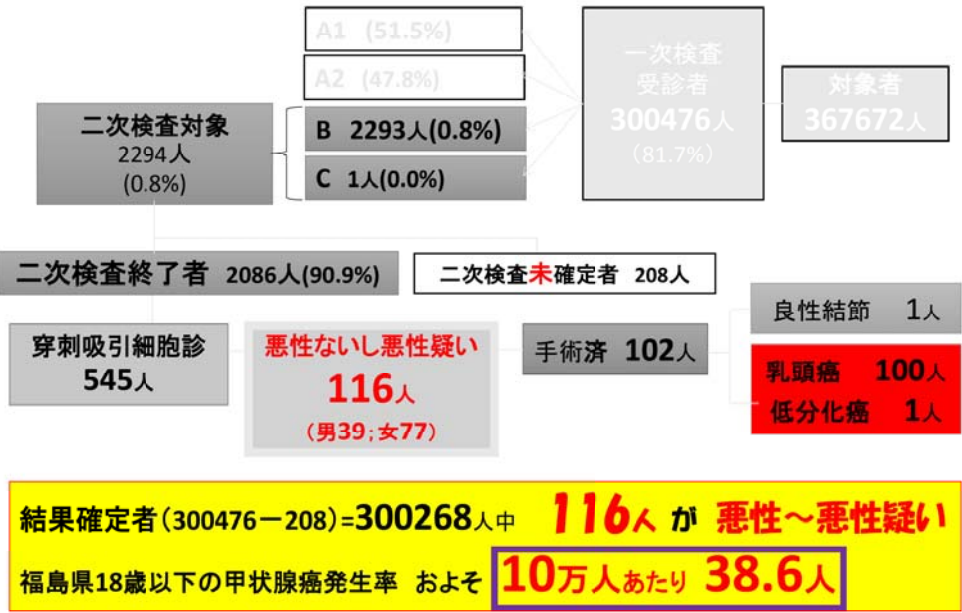 A1 (51.5%)
A2 (47.8%)
一次検査
受診者
300476人
(81.7%)
対象者
367672人
二次検査対象
2294人
(0.8%)
B 2293人(0.8%)
C 1人(0.0%)
二次検査終了者 2086人(90.9%)
二次検査未確定者 208人
穿刺吸引細胞診
545人
悪性ないし悪性疑い
116人
(男39;女77)
手術済 102人
良性結節 1人
乳頭癌 100人
低分化癌 1人
結果確定者(300476－208)=300268人中 116人 が 悪性～悪性疑い
福島県18歳以下の甲状腺癌発生率 およそ 10万人あたり 38.6人